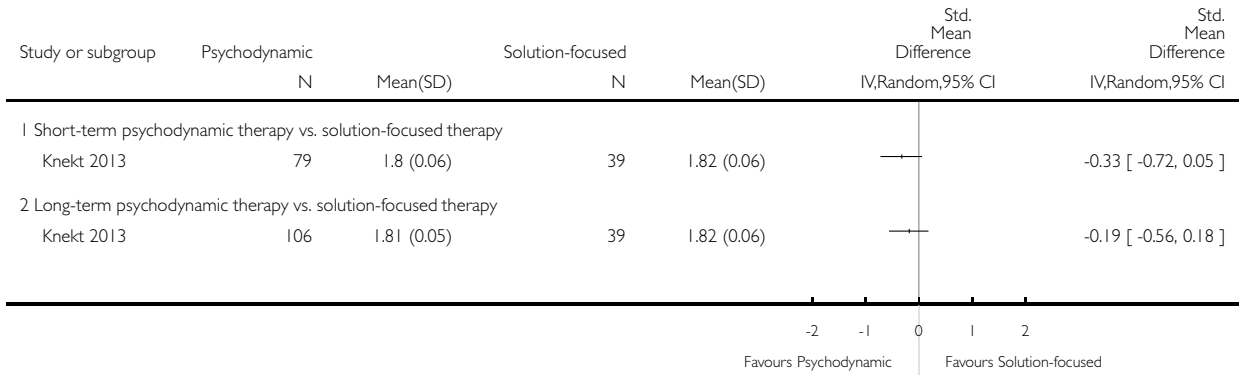 Std.
Mean
Difference
Std.
Mean
Difference
Study or subgroup Psychodynamic Solution-focused
N Mean(SD) N Mean(SD) IV,Random,95% CI IV,Random,95% CI
1 Short-term psychodynamic therapy vs. solution-focused therapy
Knekt 2013 79 1.8 (0.06) 39 1.82 (0.06) -0.33 [ -0.72, 0.05 ]
2 Long-term psychodynamic therapy vs. solution-focused therapy
Knekt 2013 106 1.81 (0.05) 39 1.82 (0.06) -0.19 [ -0.56, 0.18 ]
-2 -1 0 1 2
Favours Psychodynamic Favours Solution-focused